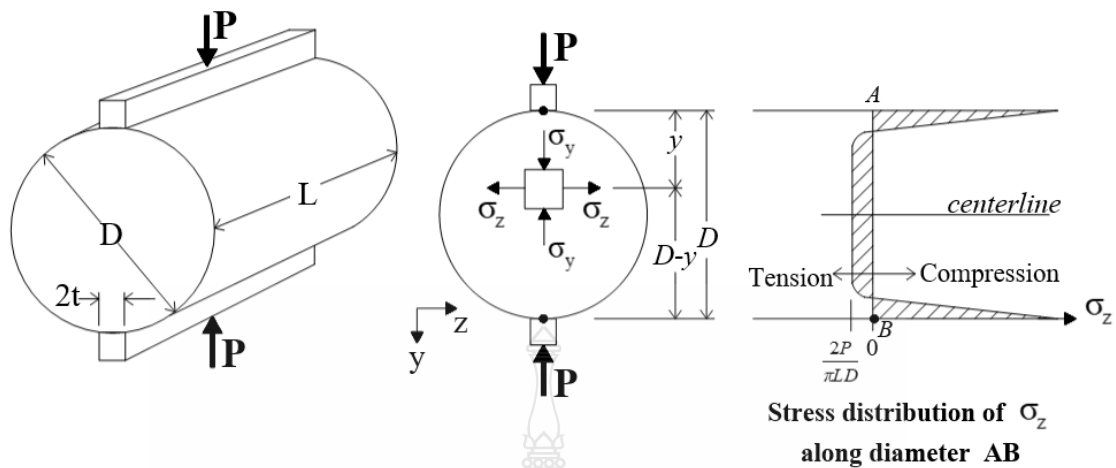 P
D
L
2t
P
P
σy
σz
σz
σy
y
D-y
D
z
y
P
A
centerline
Tension
Compression
B
σz
2P
πLD
0
Stress distribution of σz
along diameter AB